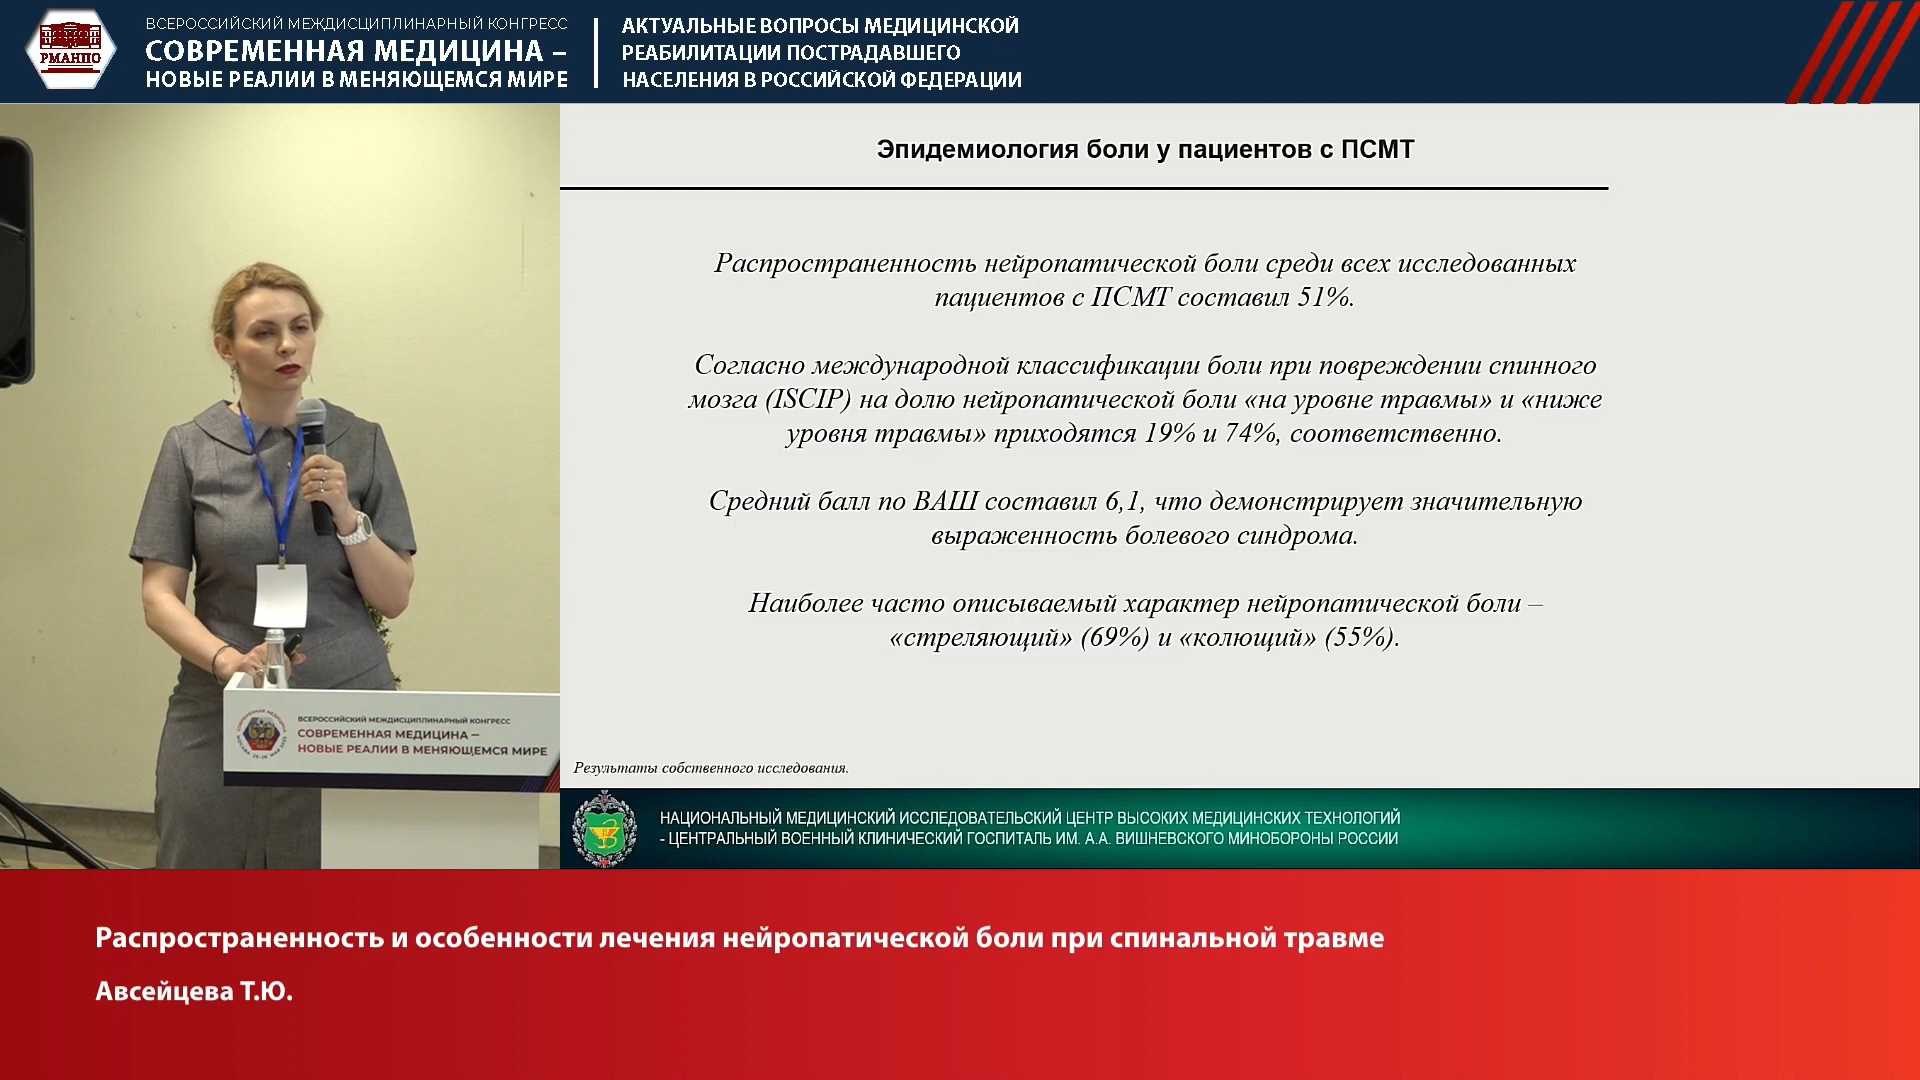 РМАНПО
ВСЕРОССИЙСКИЙ МЕЖДИСЦИПЛИНАРНЫЙ КОНГРЕСС
СОВРЕМЕННАЯ МЕДИЦИНА –
НОВЫЕ РЕАЛИИ В МЕНЯЮЩЕМСЯ МИРЕ
АКТУАЛЬНЫЕ ВОПРОСЫ МЕДИЦИНСКОЙ
РЕАБИЛИТАЦИИ ПОСТРАДАВШЕГО
НАСЕЛЕНИЯ В РОССИЙСКОЙ ФЕДЕРАЦИИ
Эпидемиология боли у пациентов с ПСМТ
Распространенность нейропатической боли среди всех исследованных
пациентов с ПСМТ составил 51%.
Согласно международной классификации боли при повреждении спинного
мозга (ISCIP) на долю нейропатической боли «на уровне травмы» и «ниже
уровня травмы» приходятся 19% и 74%, соответственно.
Средний балл по ВАШ составил 6,1, что демонстрирует значительную
выраженность болевого синдрома.
Наиболее часто описываемый характер нейропатической боли –
«стреляющий» (69%) и «колющий» (55%).
Результаты собственного исследования.
НАЦИОНАЛЬНЫЙ МЕДИЦИНСКИЙ ИССЛЕДОВАТЕЛЬСКИЙ ЦЕНТР ВЫСОКИХ МЕДИЦИНСКИХ ТЕХНОЛОГИЙ
- ЦЕНТРАЛЬНЫЙ ВОЕННЫЙ КЛИНИЧЕСКИЙ ГОСПИТАЛЬ ИМ. А.А. ВИШНЕВСКОГО МИНОБОРОНЫ РОССИИ
ВСЕРОССИЙСКИЙ МЕЖДИСЦИПЛИНАРНЫЙ КОНГРЕСС
СОВРЕМЕННАЯ МЕДИЦИНА –
НОВЫЕ РЕАЛИИ В МЕНЯЮЩЕМСЯ МИРЕ
Распространенность и особенности лечения нейропатической боли при спинальной травме
Авсейцева Т.Ю.